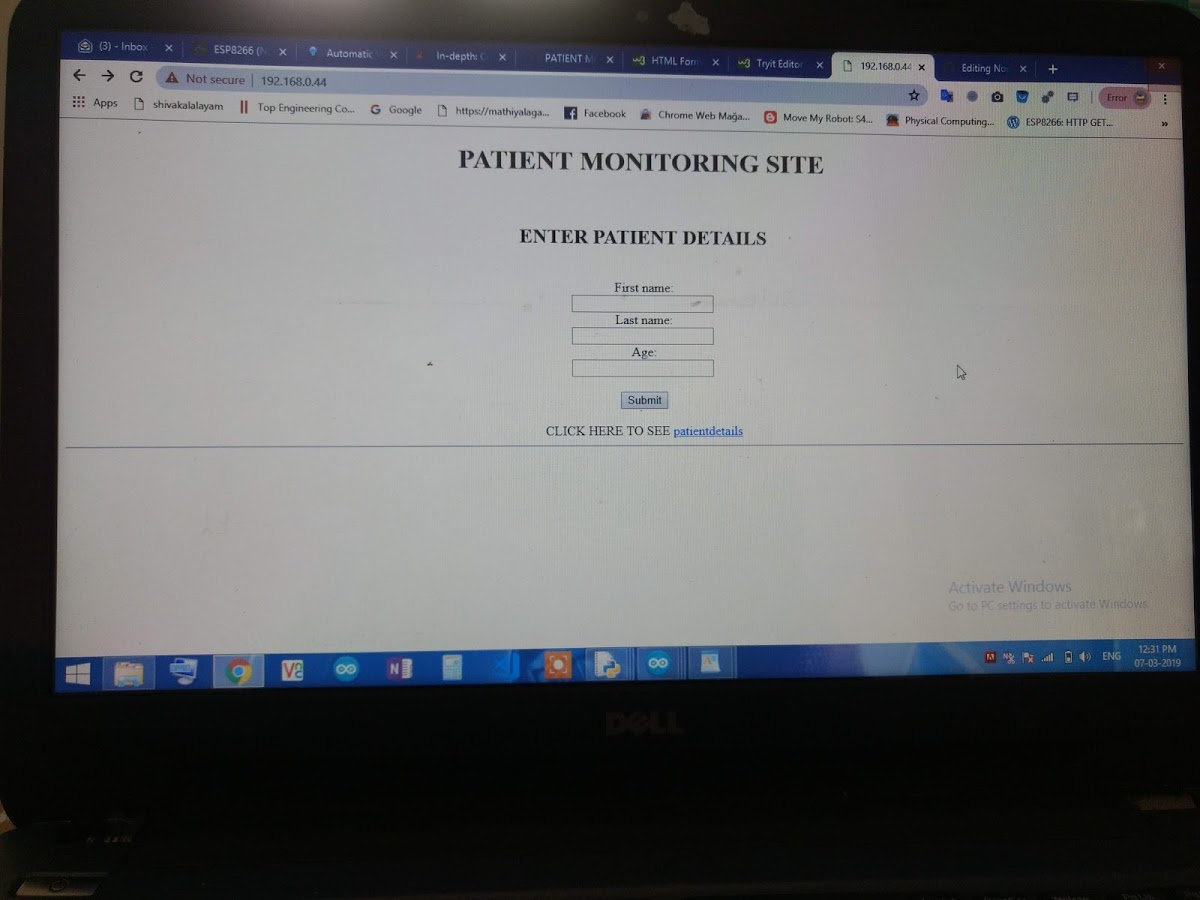 (3) - Inbox
ESP8266 (N
Automatic
In-depth:
PATIENT M
HTML Form
Tryit Editor
192.168.0.44
Editing No
Not secure
192.168.0.44
Error
Apps
shivakalalayam
Top Engineering Co...
Google
https://mathiyalaga...
Facebook
Chrome Web Mağa...
Move My Robot: S4...
Physical Computing...
ESP8266: HTTP GET...
»
PATIENT MONITORING SITE
ENTER PATIENT DETAILS
First name:
Last name:
Age:
Submit
CLICK HERE TO SEE patientdetails
Activate Windows
Go to PC settings to activate Windows.
ENG
12:31 PM
07-03-2019
DELL